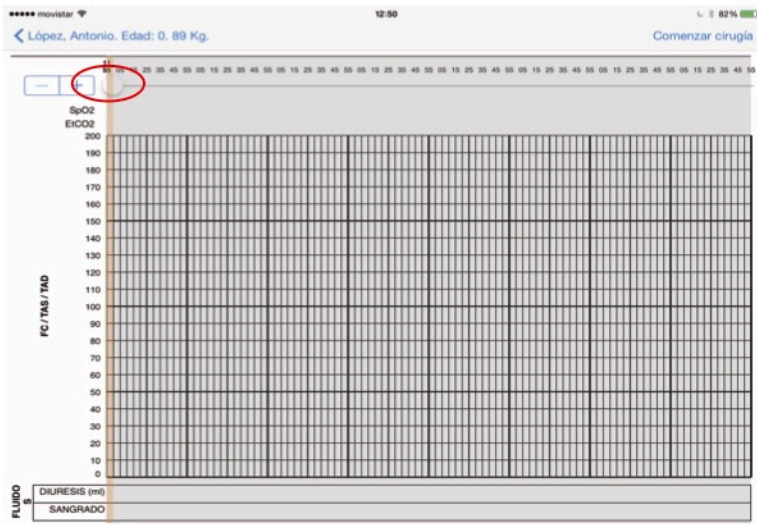 movistar 12:50 82%
López, Antonio. Edad: 0. 89 Kg. Comenzar cirugía
05 15 25 35 45 55 05 15 25 35 45 55 05 15 25 35 45 55 05 15 25 35 45 55 05 15 25 35 45 55 05 15 25 35 45 55 05 15 25 35 45 55 05 15 25 35 45 55
− +
SpO2
EtCO2
200
190
180
170
160
150
140
130
120
110
100
90
80
70
60
50
40
30
20
10
0
FC / TAS / TAD
FLUIDO
S
DIURESIS (ml)
SANGRADO